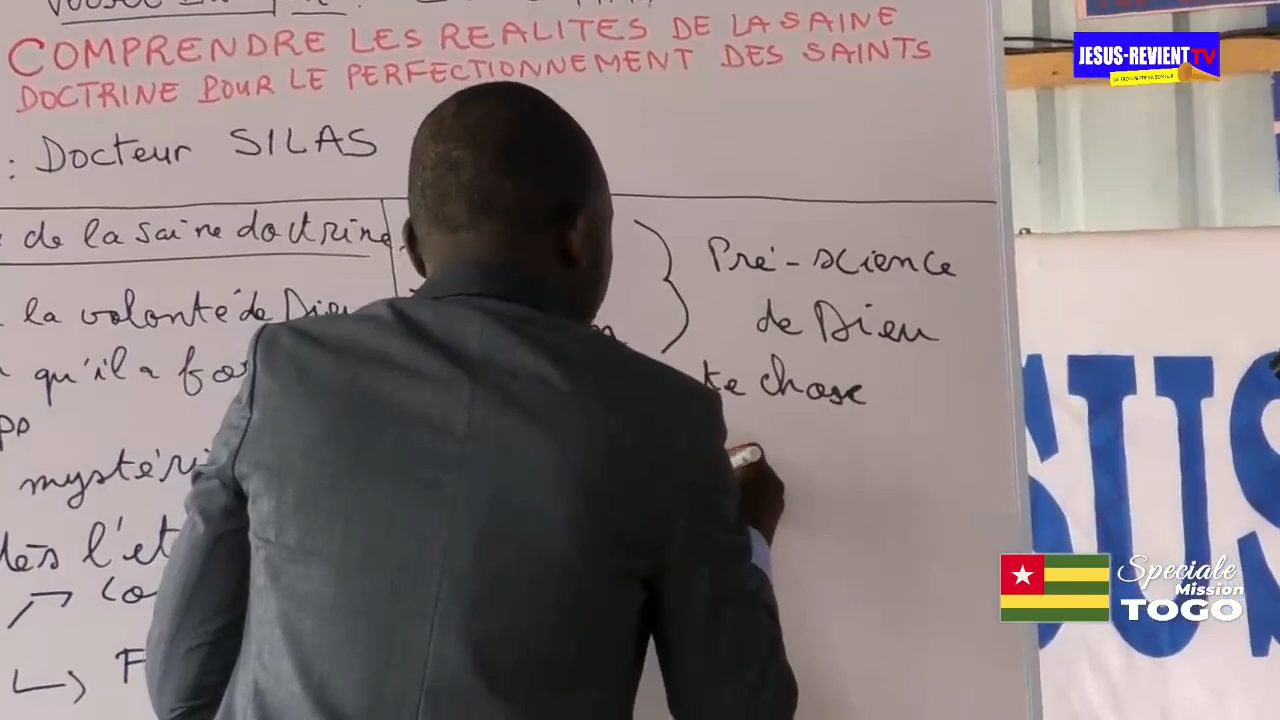 COMPRENDRE LES REALITES DE LA SAINE
DOCTRINE POUR LE PERFECTIONNEMENT DES SAINTS
: Docteur SILAS
de la saine doctrine
la volonté de Dieu
qu'il a
mystéri
l'et
Co
F
Pré-science
de Dieu
te chose
JESUS-REVIENT TV
SUS
Speciale
Mission
TOGO